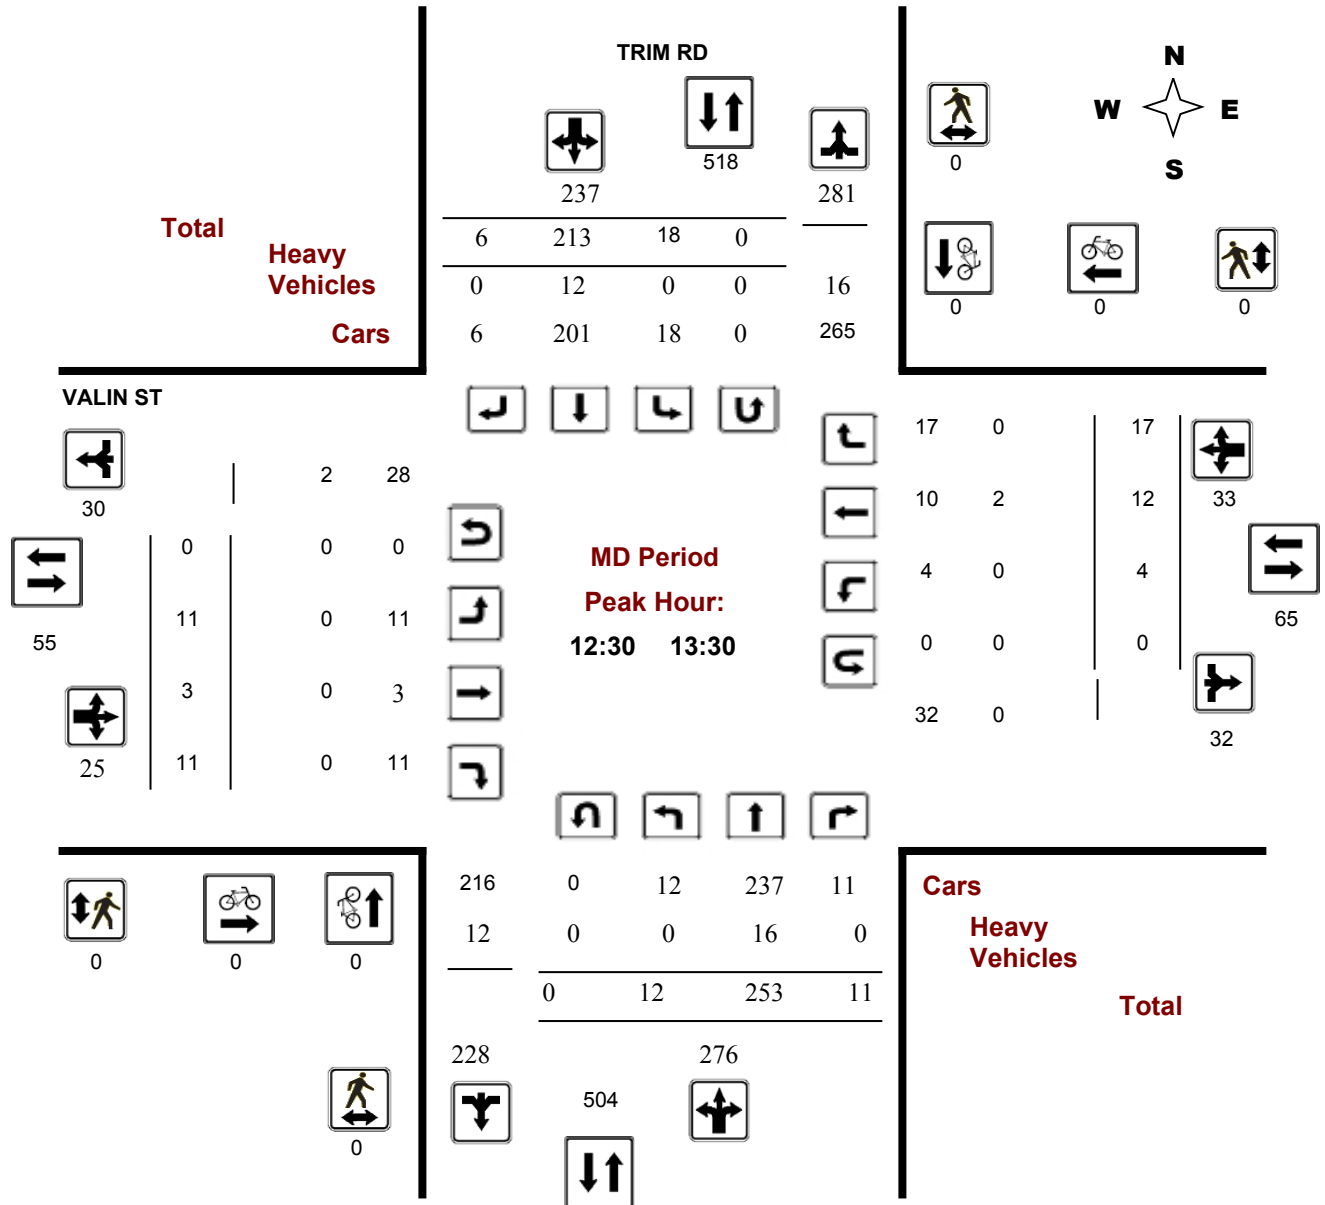 TRIM RD
N
W E
S
518
0
237 281
Total
6 213 18 0
Heavy
Vehicles
0 12 0 0 16
0 0 0
Cars
6 201 18 0 265
VALIN ST
17 0 17
2 28
30
10 2 12 33
0 0 0
MD Period
4 0 4
Peak Hour:
11 0 11
65
55
12:30 13:30
0 0 0
3 0 3
32 0
32
25 11 0 11
216 0 12 237 11
Cars
12 0 0 16 0
Heavy
Vehicles
0 0 0
0 12 253 11
Total
228 276
504
0